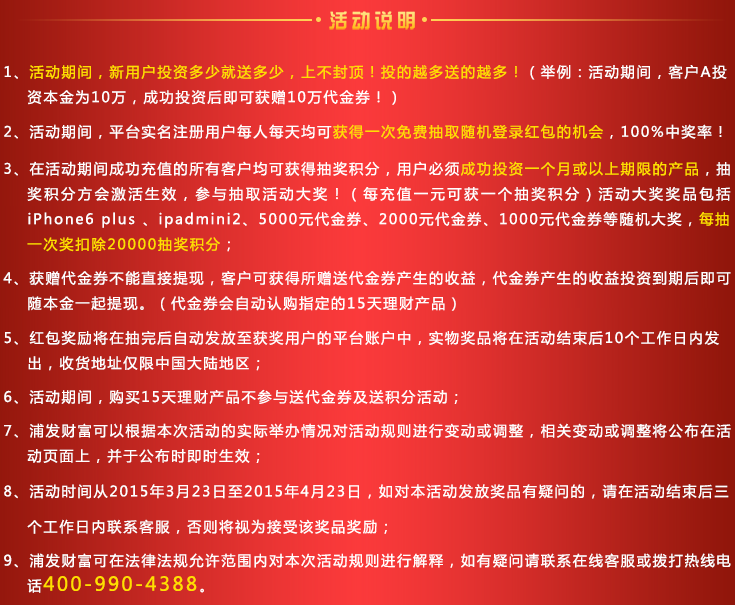 活动说明
1、活动期间，新用户投资多少就送多少，上不封顶！投的越多送的越多！（举例：活动期间，客户A投
资本金为10万，成功投资后即可获赠10万代金券！）
2、活动期间，平台实名注册用户每人每天均可获得一次免费抽取随机登录红包的机会，100%中奖率！
3、在活动期间成功充值的所有客户均可获得抽奖积分，用户必须成功投资一个月或以上期限的产品，抽
奖积分方会激活生效，参与抽取活动大奖！（每充值一元可获一个抽奖积分）活动大奖奖品包括
iPhone6 plus 、ipadmini2、5000元代金券、2000元代金券、1000元代金券等随机大奖，每抽
一次奖扣除20000抽奖积分；
4、获赠代金券不能直接提现，客户可获得所赠送代金券产生的收益，代金券产生的收益投资到期后即可
随本金一起提现。（代金券会自动认购指定的15天理财产品）
5、红包奖励将在抽完后自动发放至获奖用户的平台账户中，实物奖品将在活动结束后10个工作日内发
出，收货地址仅限中国大陆地区；
6、活动期间，购买15天理财产品不参与送代金券及送积分活动；
7、浦发财富可以根据本次活动的实际举办情况对活动规则进行变动或调整，相关变动或调整将公布在活
动页面上，并于公布时即时生效；
8、活动时间从2015年3月23日至2015年4月23日，如对本活动发放奖品有疑问的，请在活动结束后三
个工作日内联系客服，否则将视为接受该奖品奖励；
9、浦发财富可在法律法规允许范围内对本次活动规则进行解释，如有疑问请联系在线客服或拨打热线电
话400-990-4388。